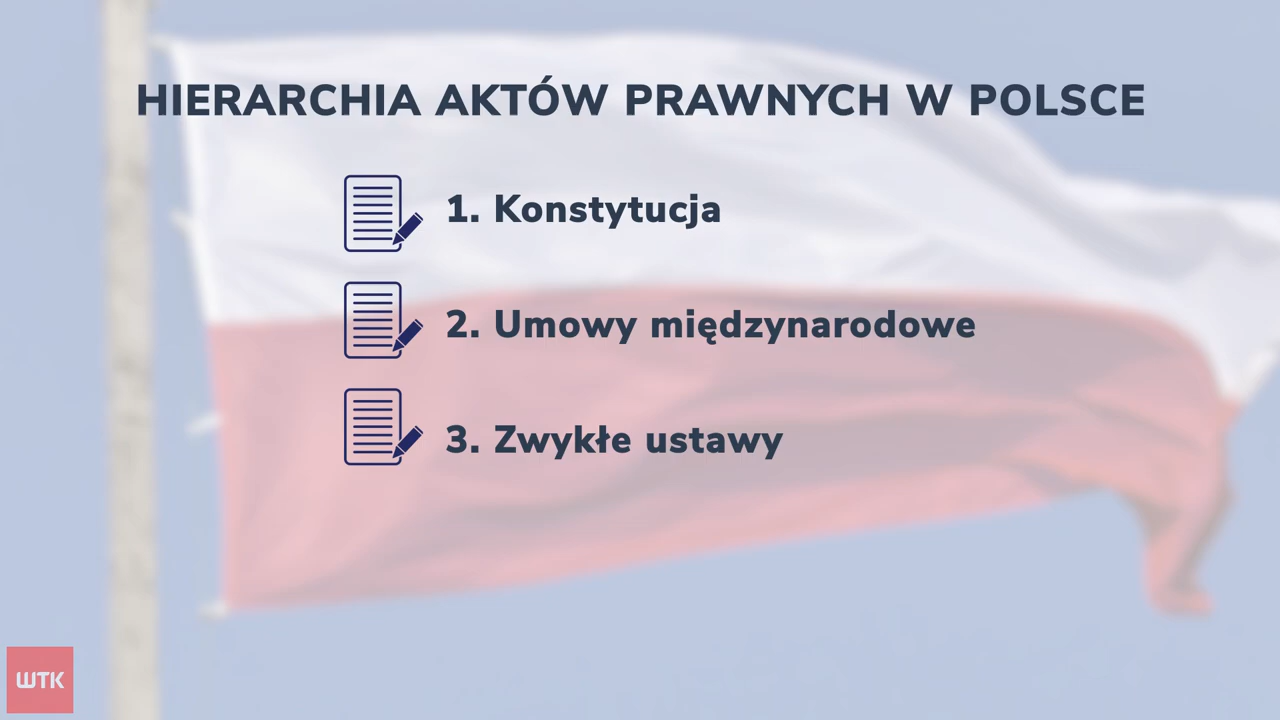 HIERARCHIA AKTÓW PRAWNYCH W POLSCE
1. Konstytucja
2. Umowy międzynarodowe
3. Zwykłe ustawy
WTK